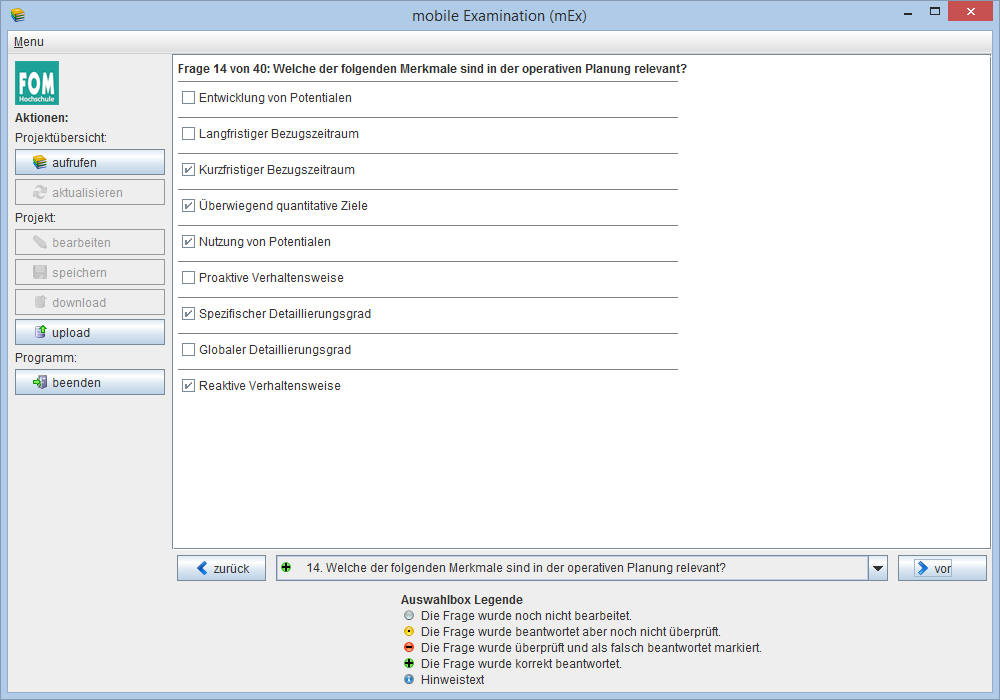 mobile Examination (mEx)
Menu
FOM
Hochschule
Aktionen:
Projektübersicht:
aufrufen
aktualisieren
Projekt:
bearbeiten
speichern
download
upload
Programm:
beenden
Frage 14 von 40: Welche der folgenden Merkmale sind in der operativen Planung relevant?
Entwicklung von Potentialen
Langfristiger Bezugszeitraum
Kurzfristiger Bezugszeitraum
Überwiegend quantitative Ziele
Nutzung von Potentialen
Proaktive Verhaltensweise
Spezifischer Detaillierungsgrad
Globaler Detaillierungsgrad
Reaktive Verhaltensweise
zurück
14. Welche der folgenden Merkmale sind in der operativen Planung relevant?
vor
Auswahlbox Legende
Die Frage wurde noch nicht bearbeitet.
Die Frage wurde beantwortet aber noch nicht überprüft.
Die Frage wurde überprüft und als falsch beantwortet markiert.
Die Frage wurde korrekt beantwortet.
Hinweistext